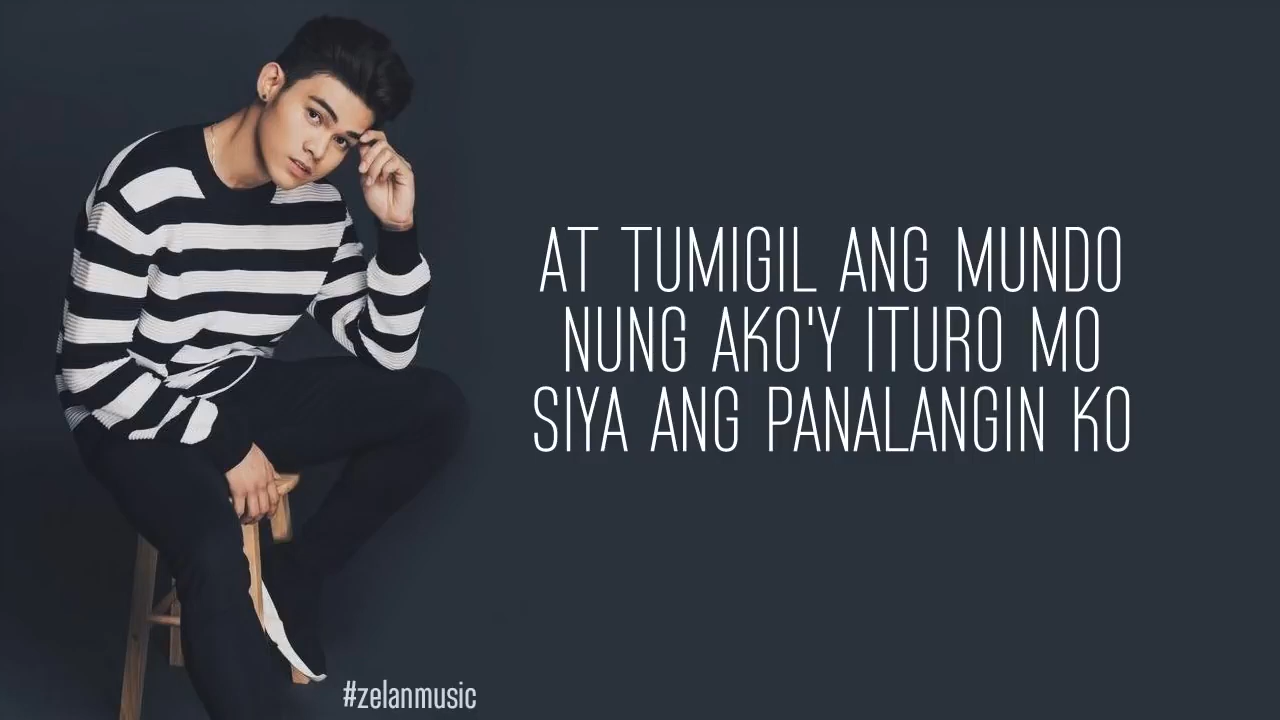 AT TUMIGIL ANG MUNDO
NUNG AKO'Y ITURO MO
SIYA ANG PANALANGIN KO
#zelanmusic